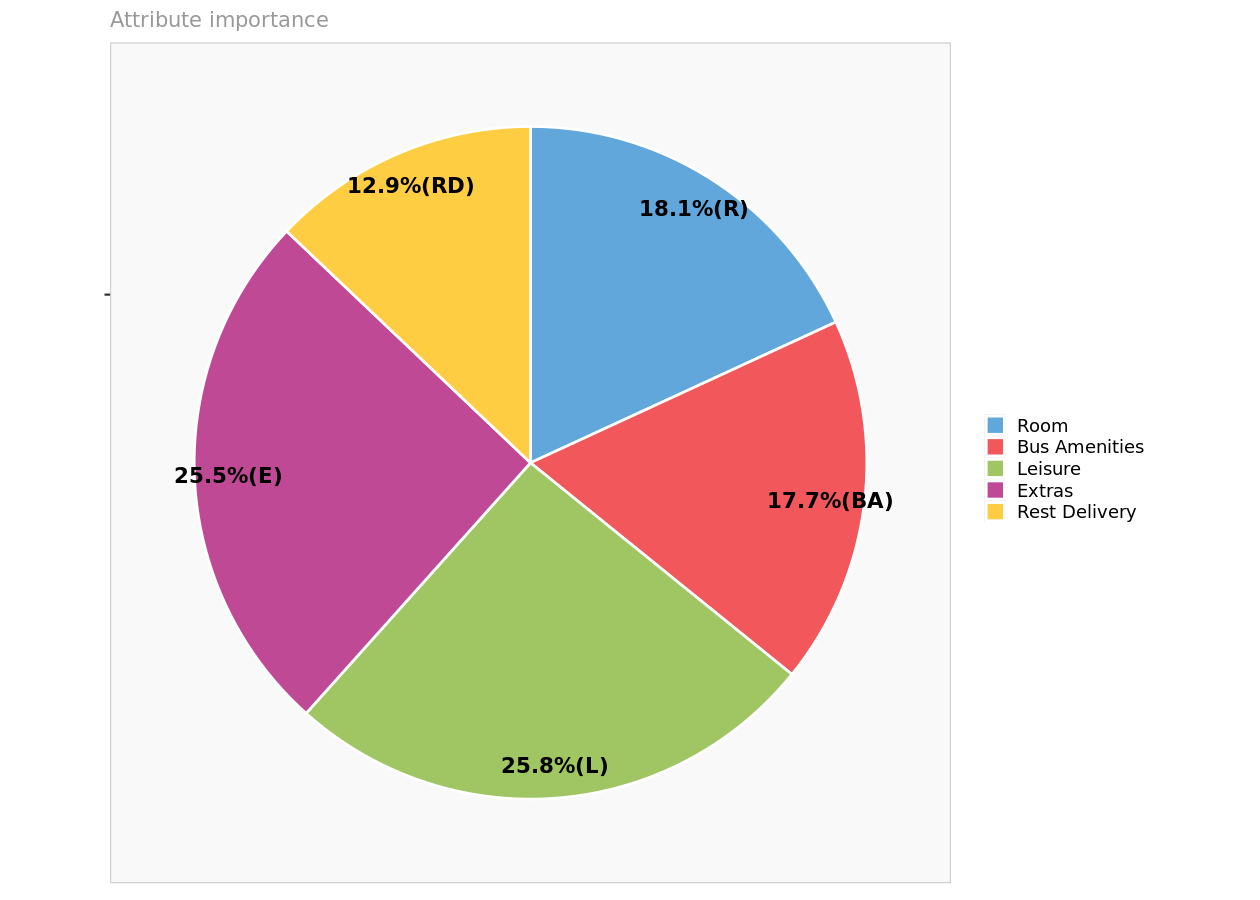 Attribute importance
12.9%(RD)
18.1%(R)
25.5%(E)
17.7%(BA)
25.8%(L)
Room
Bus Amenities
Leisure
Extras
Rest Delivery